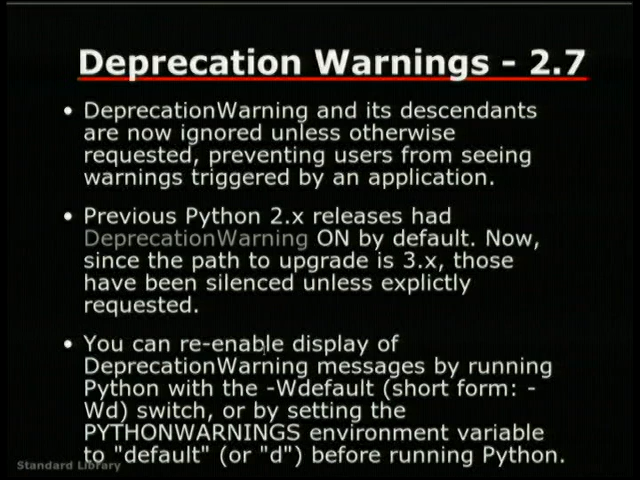 Deprecation Warnings - 2.7
• DeprecationWarning and its descendants
are now ignored unless otherwise
requested, preventing users from seeing
warnings triggered by an application.
• Previous Python 2.x releases had
DeprecationWarning ON by default. Now,
since the path to upgrade is 3.x, those
have been silenced unless explictly
requested.
• You can re-enable display of
DeprecationWarning messages by running
Python with the -Wdefault (short form: -
Wd) switch, or by setting the
PYTHONWARNINGS environment variable
to "default" (or "d") before running Python.
Standard Library